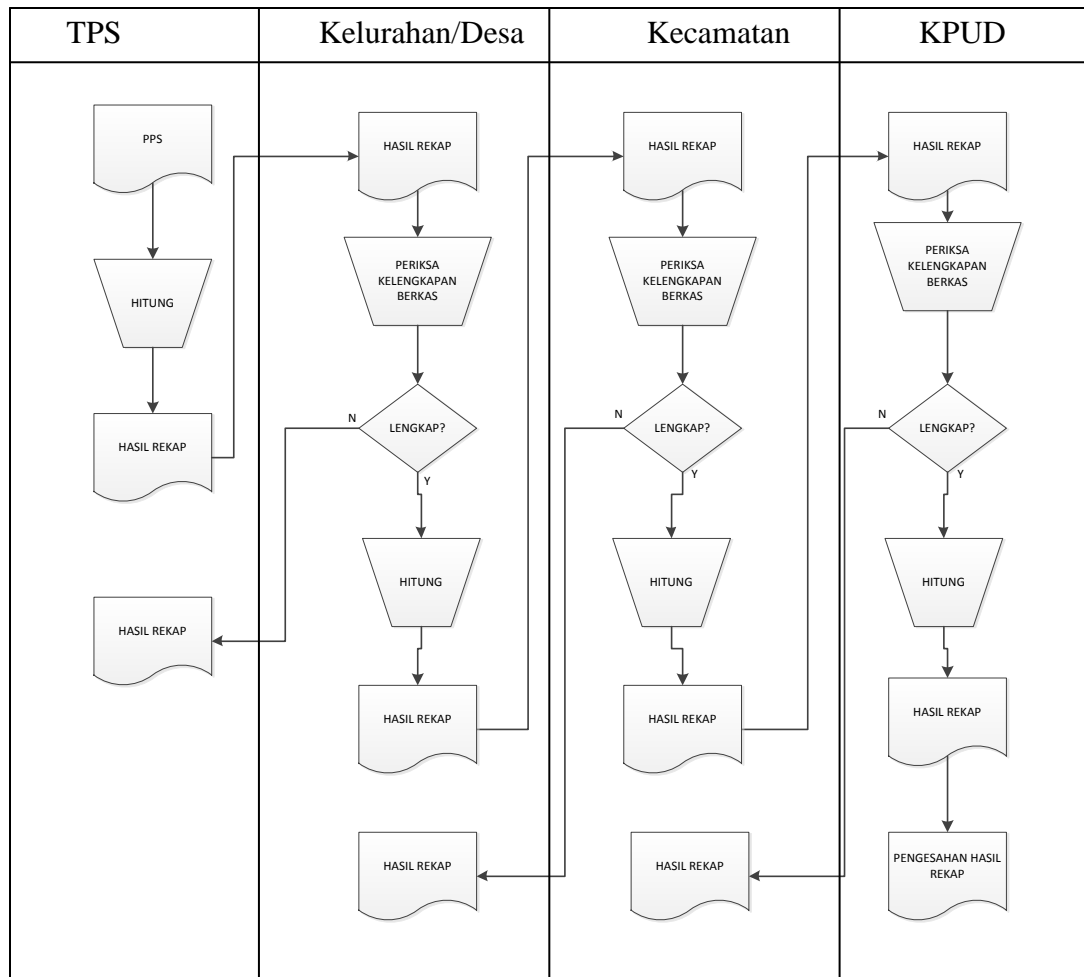 TPS
Kelurahan/Desa
Kecamatan
KPUD
PPS
HITUNG
HASIL REKAP
HASIL REKAP
HASIL REKAP
PERIKSA
KELENGKAPAN
BERKAS
LENGKAP?
N
Y
HITUNG
HASIL REKAP
HASIL REKAP
HASIL REKAP
PERIKSA
KELENGKAPAN
BERKAS
LENGKAP?
N
Y
HITUNG
HASIL REKAP
HASIL REKAP
HASIL REKAP
PERIKSA
KELENGKAPAN
BERKAS
LENGKAP?
N
Y
HITUNG
HASIL REKAP
PENGESAHAN HASIL
REKAP